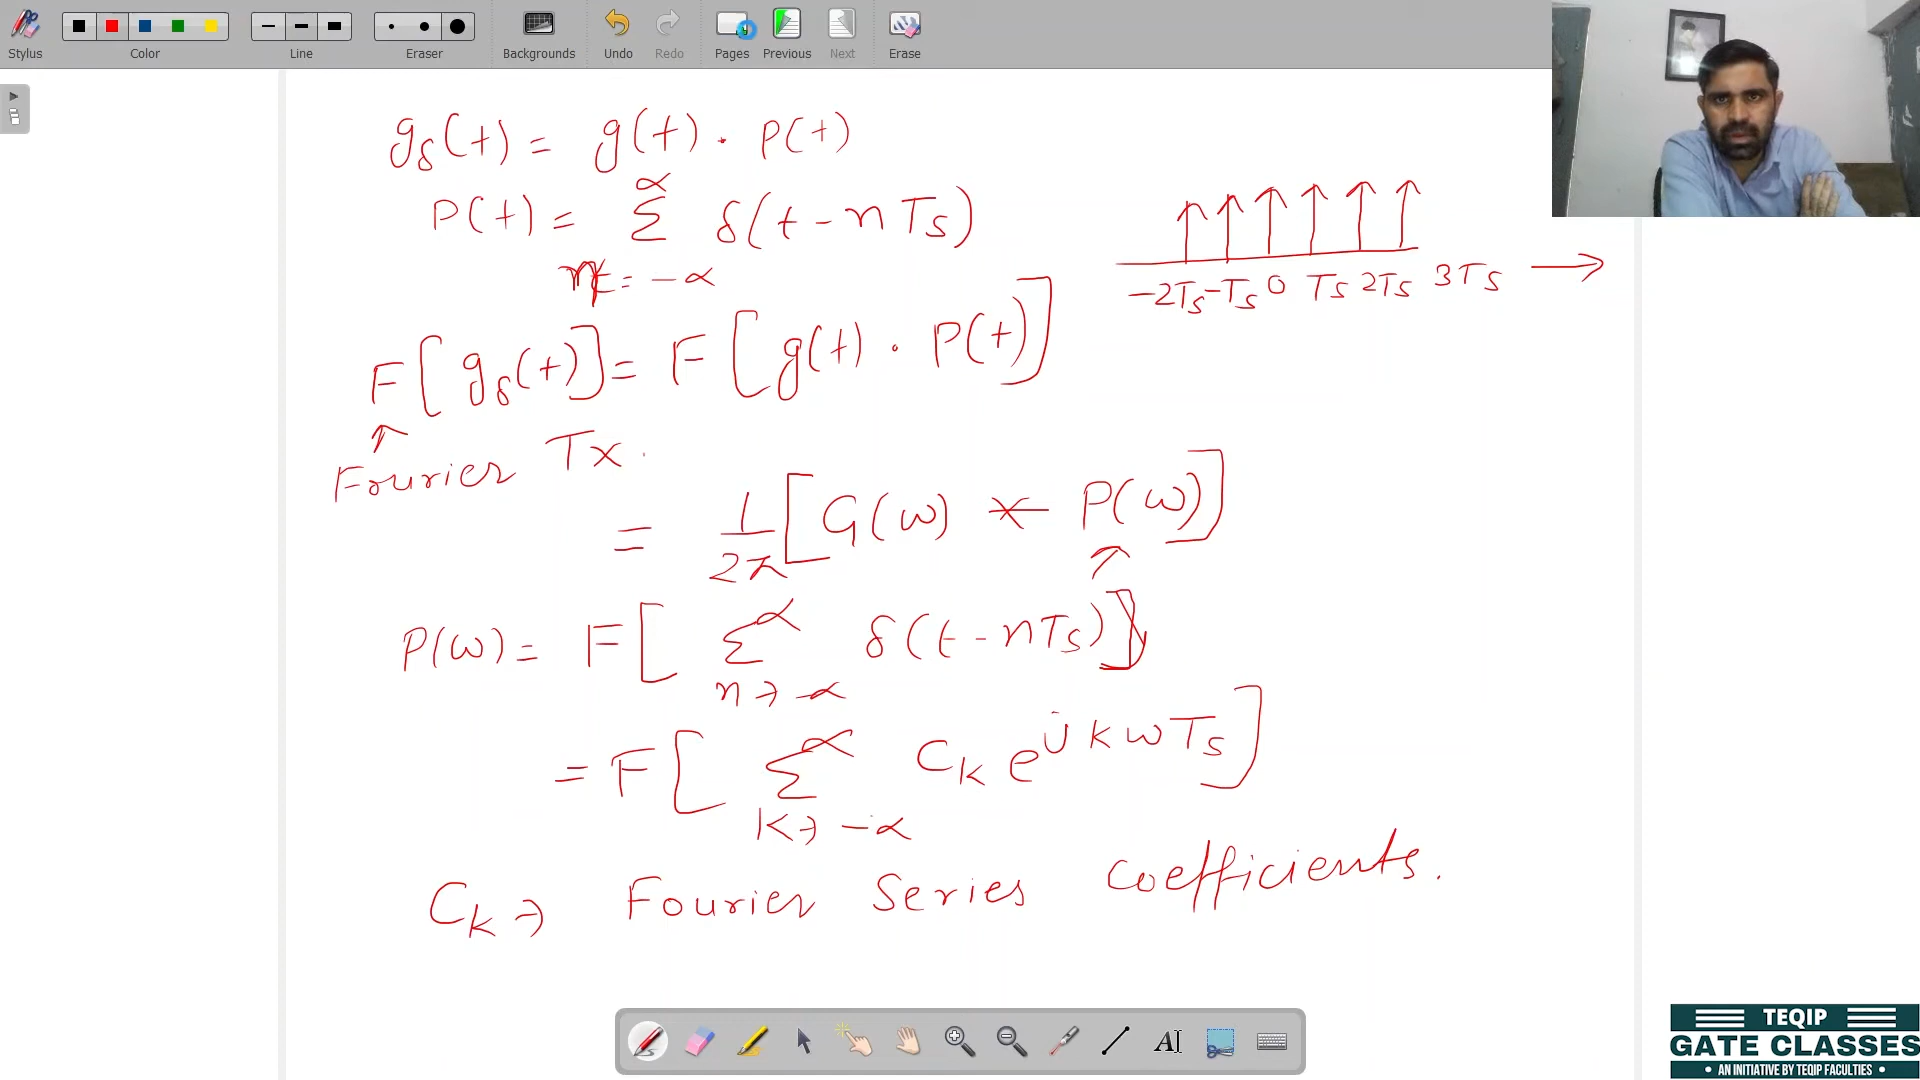 Stylus Color Line Eraser Backgrounds Undo Redo Pages Previous Next Erase
gδ(t) = g(t) . P(t)
P(t) = α Σ n = -α δ(t - nTs)
-2Ts -Ts 0 Ts 2Ts 3Ts →
F[gδ(t)] = F[g(t) . P(t)]
↑
Fourier Tx.
= 1/2π [G(ω) * P(ω)]
↑
P(ω) = F[ α Σ n→-α δ(t - nTs)]
= F[ α Σ k→-α Ck e^jkωTs]
Ck → Fourier Series coefficients.
TEQIP
GATE CLASSES
• AN INITIATIVE BY TEQIP FACULTIES •